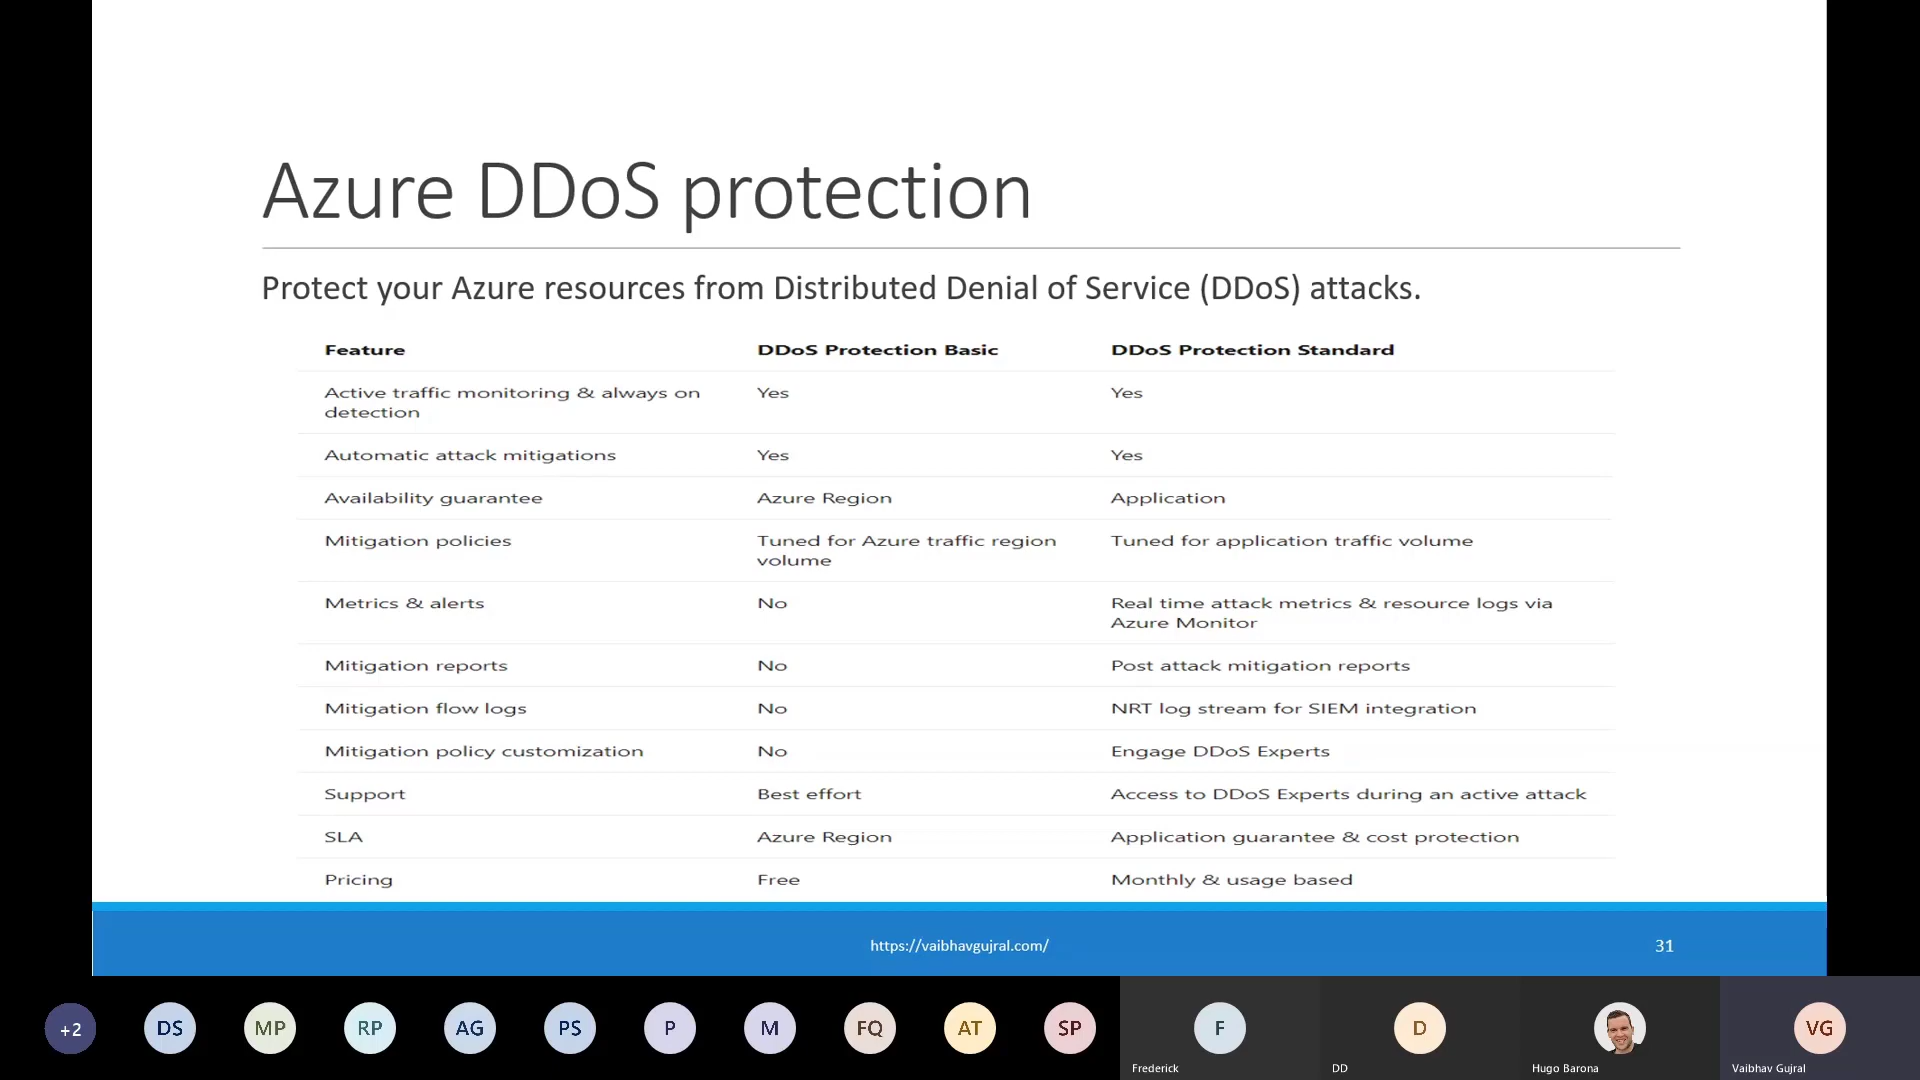 Azure DDoS protection
Protect your Azure resources from Distributed Denial of Service (DDoS) attacks.
Feature DDoS Protection Basic DDoS Protection Standard
Active traffic monitoring & always on detection Yes Yes
Automatic attack mitigations Yes Yes
Availability guarantee Azure Region Application
Mitigation policies Tuned for Azure traffic region volume Tuned for application traffic volume
Metrics & alerts No Real time attack metrics & resource logs via Azure Monitor
Mitigation reports No Post attack mitigation reports
Mitigation flow logs No NRT log stream for SIEM integration
Mitigation policy customization No Engage DDoS Experts
Support Best effort Access to DDoS Experts during an active attack
SLA Azure Region Application guarantee & cost protection
Pricing Free Monthly & usage based
https://vaibhavgujral.com/ 31
+2 DS MP RP AG PS P M FQ AT SP F D VG
Frederick DD Hugo Barona Vaibhav Gujral